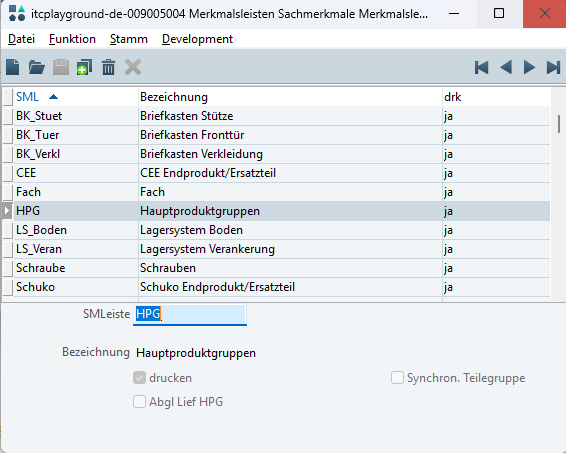 itcplayground-de-009005004 Merkmalsleisten Sachmerkmale Merkmalsle...
Datei Funktion Stamm Development
SML Bezeichnung drk
BK_Stuet Briefkasten Stütze ja
BK_Tuer Briefkasten Fronttür ja
BK_Verkl Briefkasten Verkleidung ja
CEE CEE Endprodukt/Ersatzteil ja
Fach Fach ja
HPG Hauptproduktgruppen ja
LS_Boden Lagersystem Boden ja
LS_Veran Lagersystem Verankerung ja
Schraube Schrauben ja
Schuko Schuko Endprodukt/Ersatzteil ja
SMLeiste HPG
Bezeichnung Hauptproduktgruppen
drucken Synchron. Teilegruppe
Abgl Lief HPG